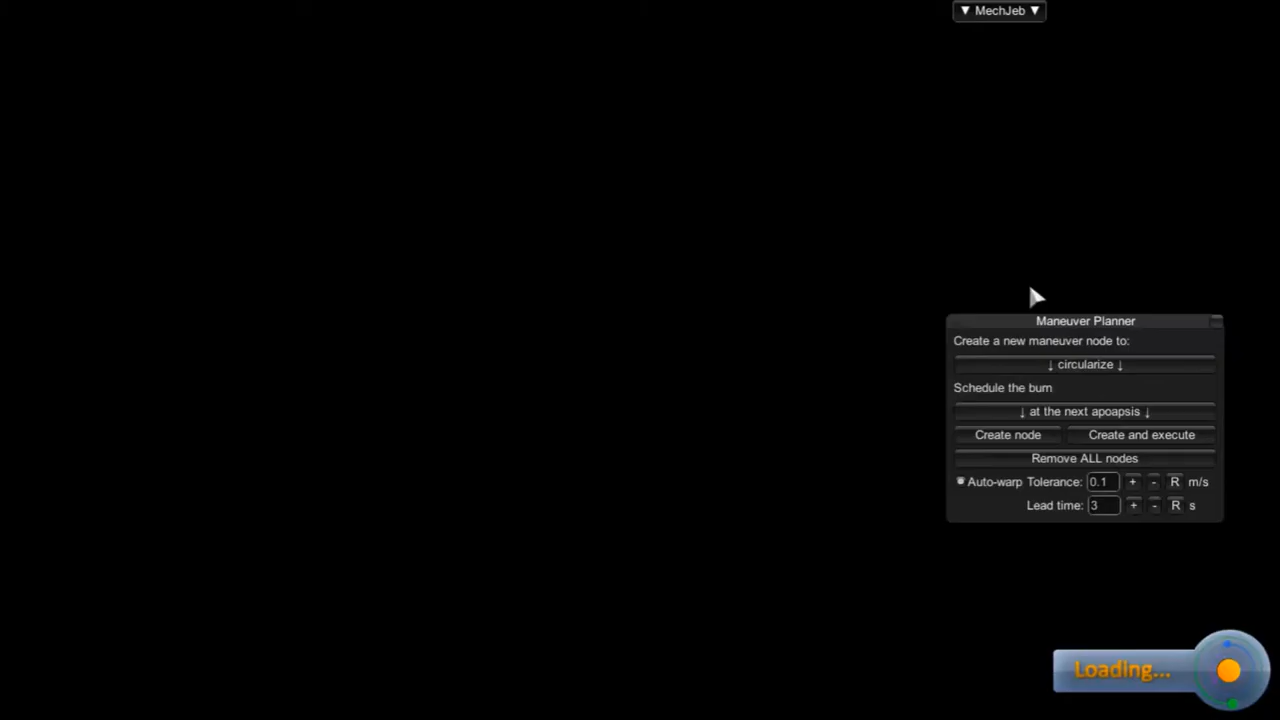 ▼ MechJeb ▼
Maneuver Planner
Create a new maneuver node to:
↓ circularize ↓
Schedule the burn
↓ at the next apoapsis ↓
Create node Create and execute
Remove ALL nodes
Auto-warp Tolerance: 0.1 + - R m/s
Lead time: 3 + - R s
Loading...